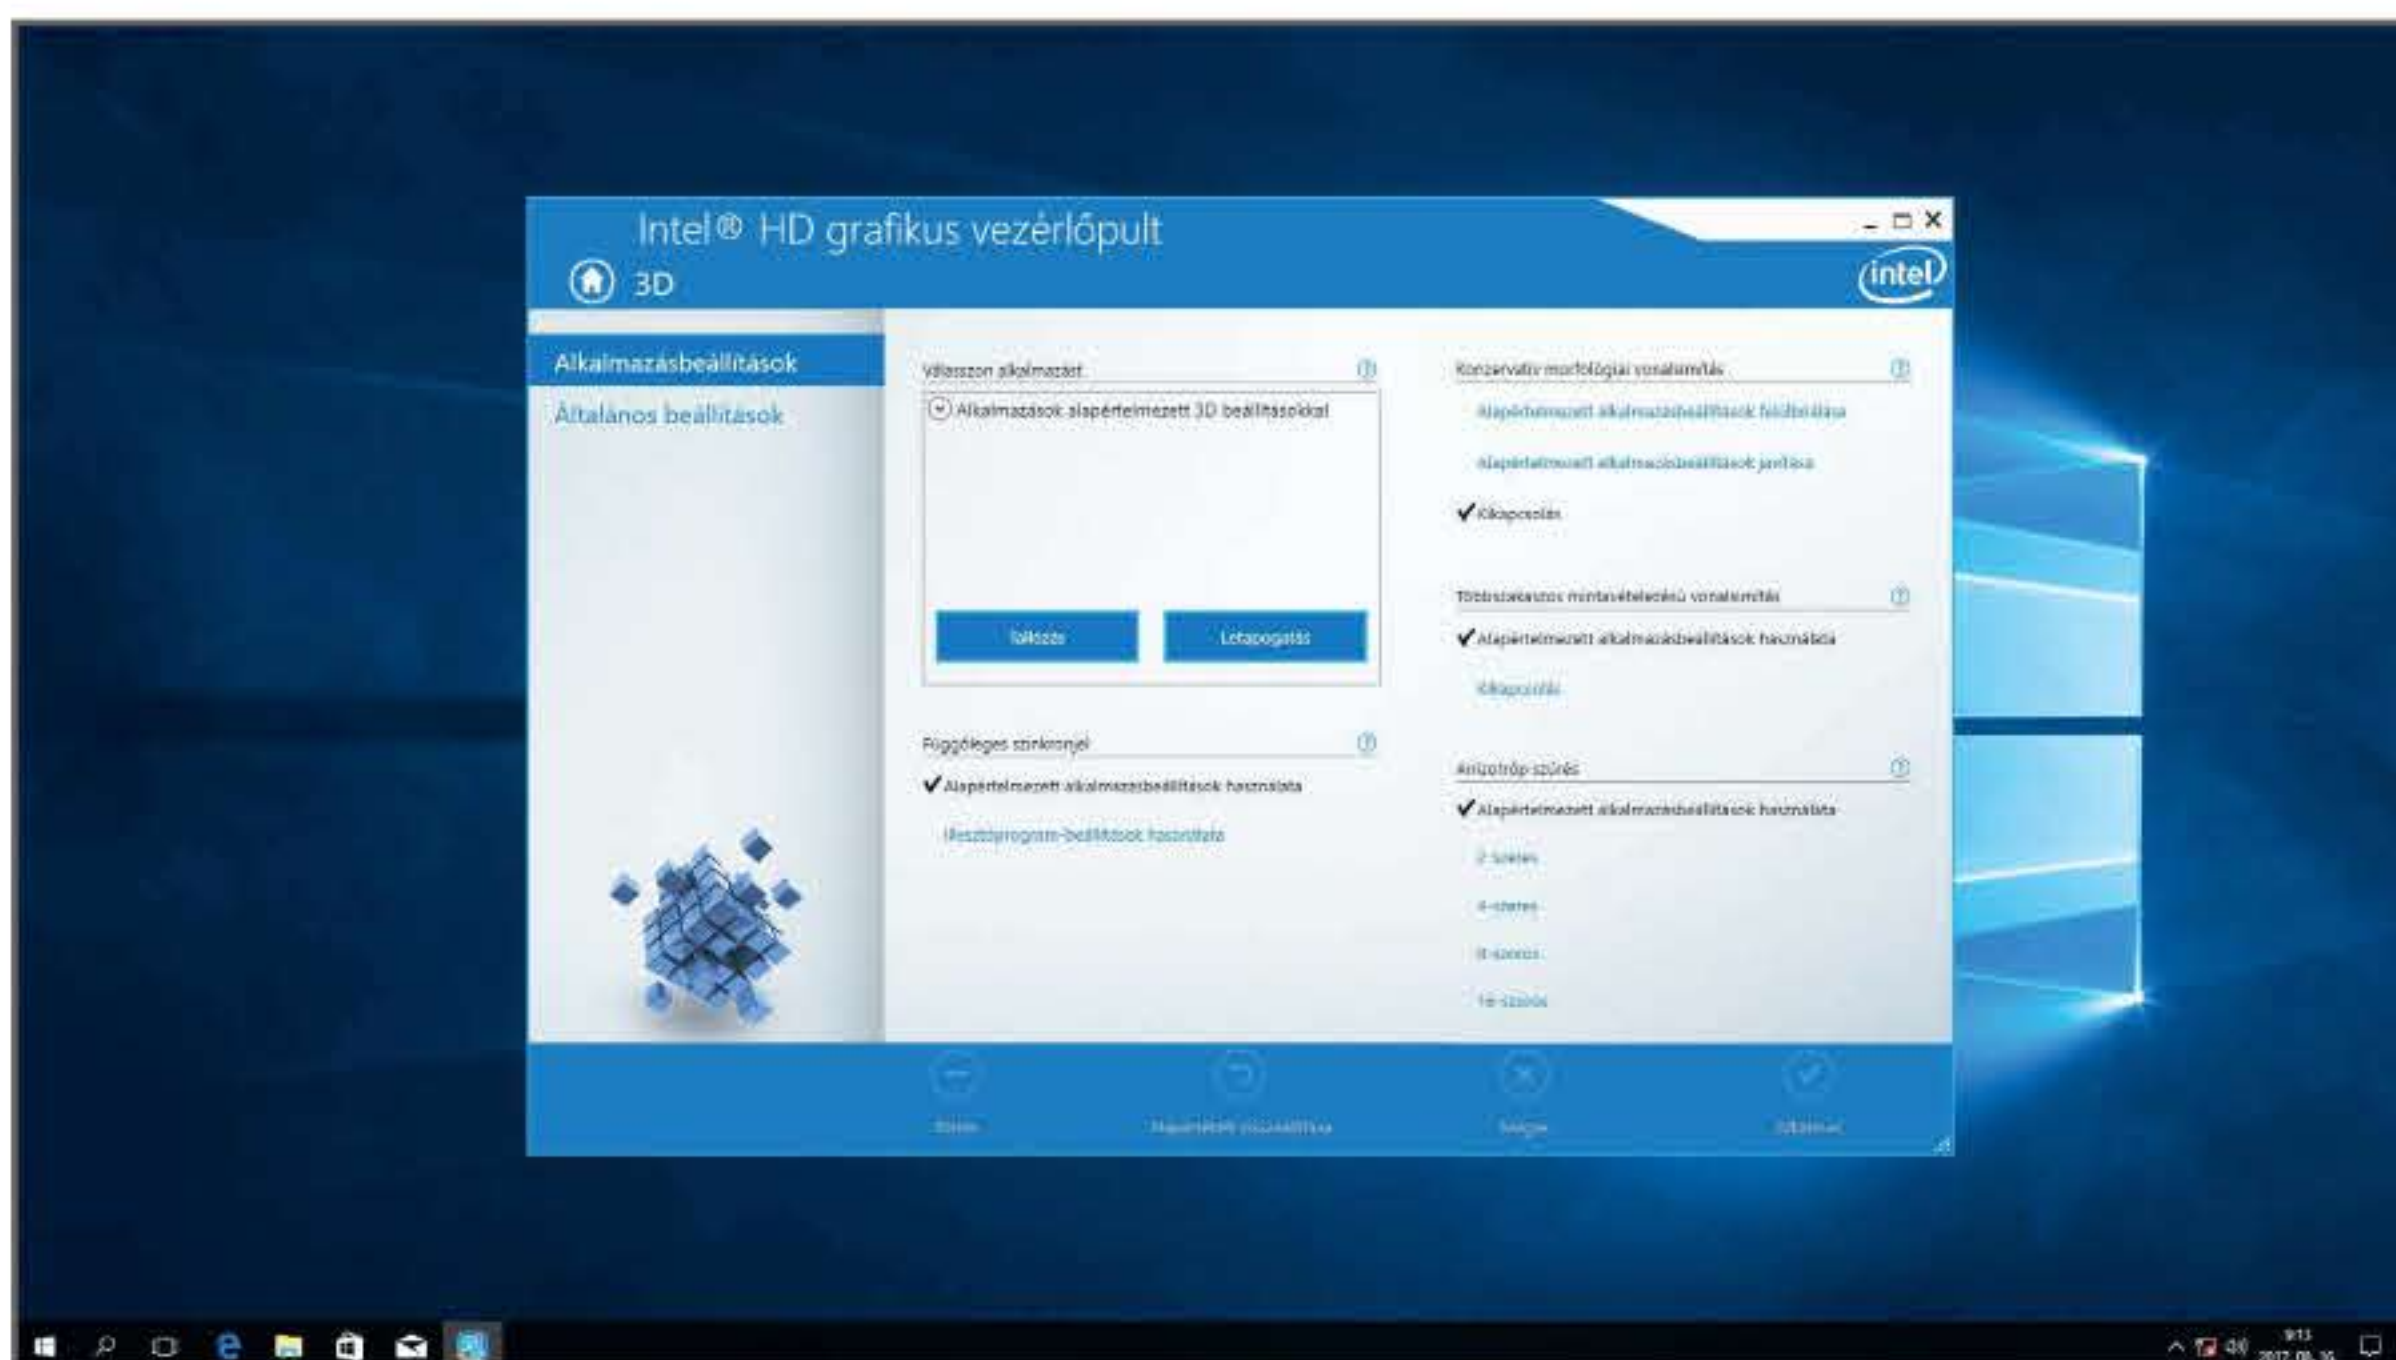 Intel® HD grafikus vezérlőpult
3D
intel
Alkalmazásbeállítások
Általános beállítások
Válasszon alkalmazást
Alkalmazások alapértelmezett 3D beállításokkal
Tallózás
Letapogatás
Függőleges szinkronjel
Alapértelmezett alkalmazásbeállítások használata
Illesztőprogram-beállítások használata
Konzervatív morfológiai vonalsimítás
Alapértelmezett alkalmazásbeállítások felülbírálása
Alapértelmezett alkalmazásbeállítások javítása
Kikapcsolás
Többszakaszos mintavételezésű vonalsimítás
Alapértelmezett alkalmazásbeállítások használata
Kikapcsolás
Anizotróp szűrés
Alapértelmezett alkalmazásbeállítások használata
2-szeres
4-szeres
8-szoros
16-szoros
9:13